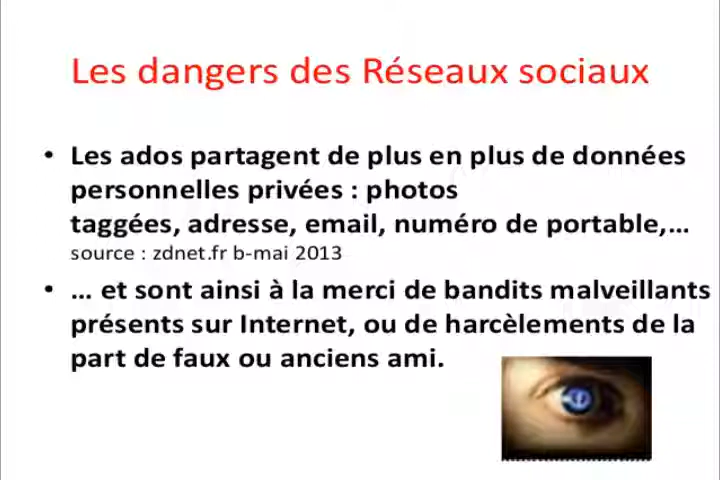 Les dangers des Réseaux sociaux
• Les ados partagent de plus en plus de données
personnelles privées : photos
taggées, adresse, email, numéro de portable,...
source : zdnet.fr b-mai 2013
• ... et sont ainsi à la merci de bandits malveillants
présents sur Internet, ou de harcèlements de la
part de faux ou anciens ami.